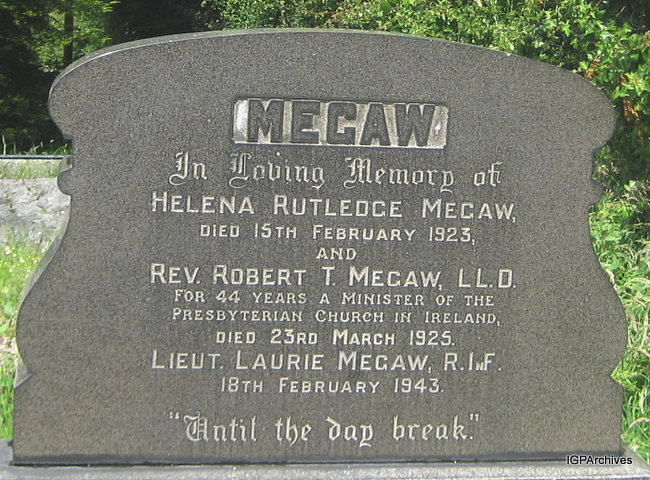 MEGAW
In Loving Memory of
HELENA RUTLEDGE MEGAW,
DIED 15TH FEBRUARY 1923,
AND
REV. ROBERT T. MEGAW, LL.D.
FOR 44 YEARS A MINISTER OF THE
PRESBYTERIAN CHURCH IN IRELAND,
DIED 23RD MARCH 1925.
LIEUT. LAURIE MEGAW, R.INF.
18TH FEBRUARY 1943.
"Until the day break."
IGPArchives